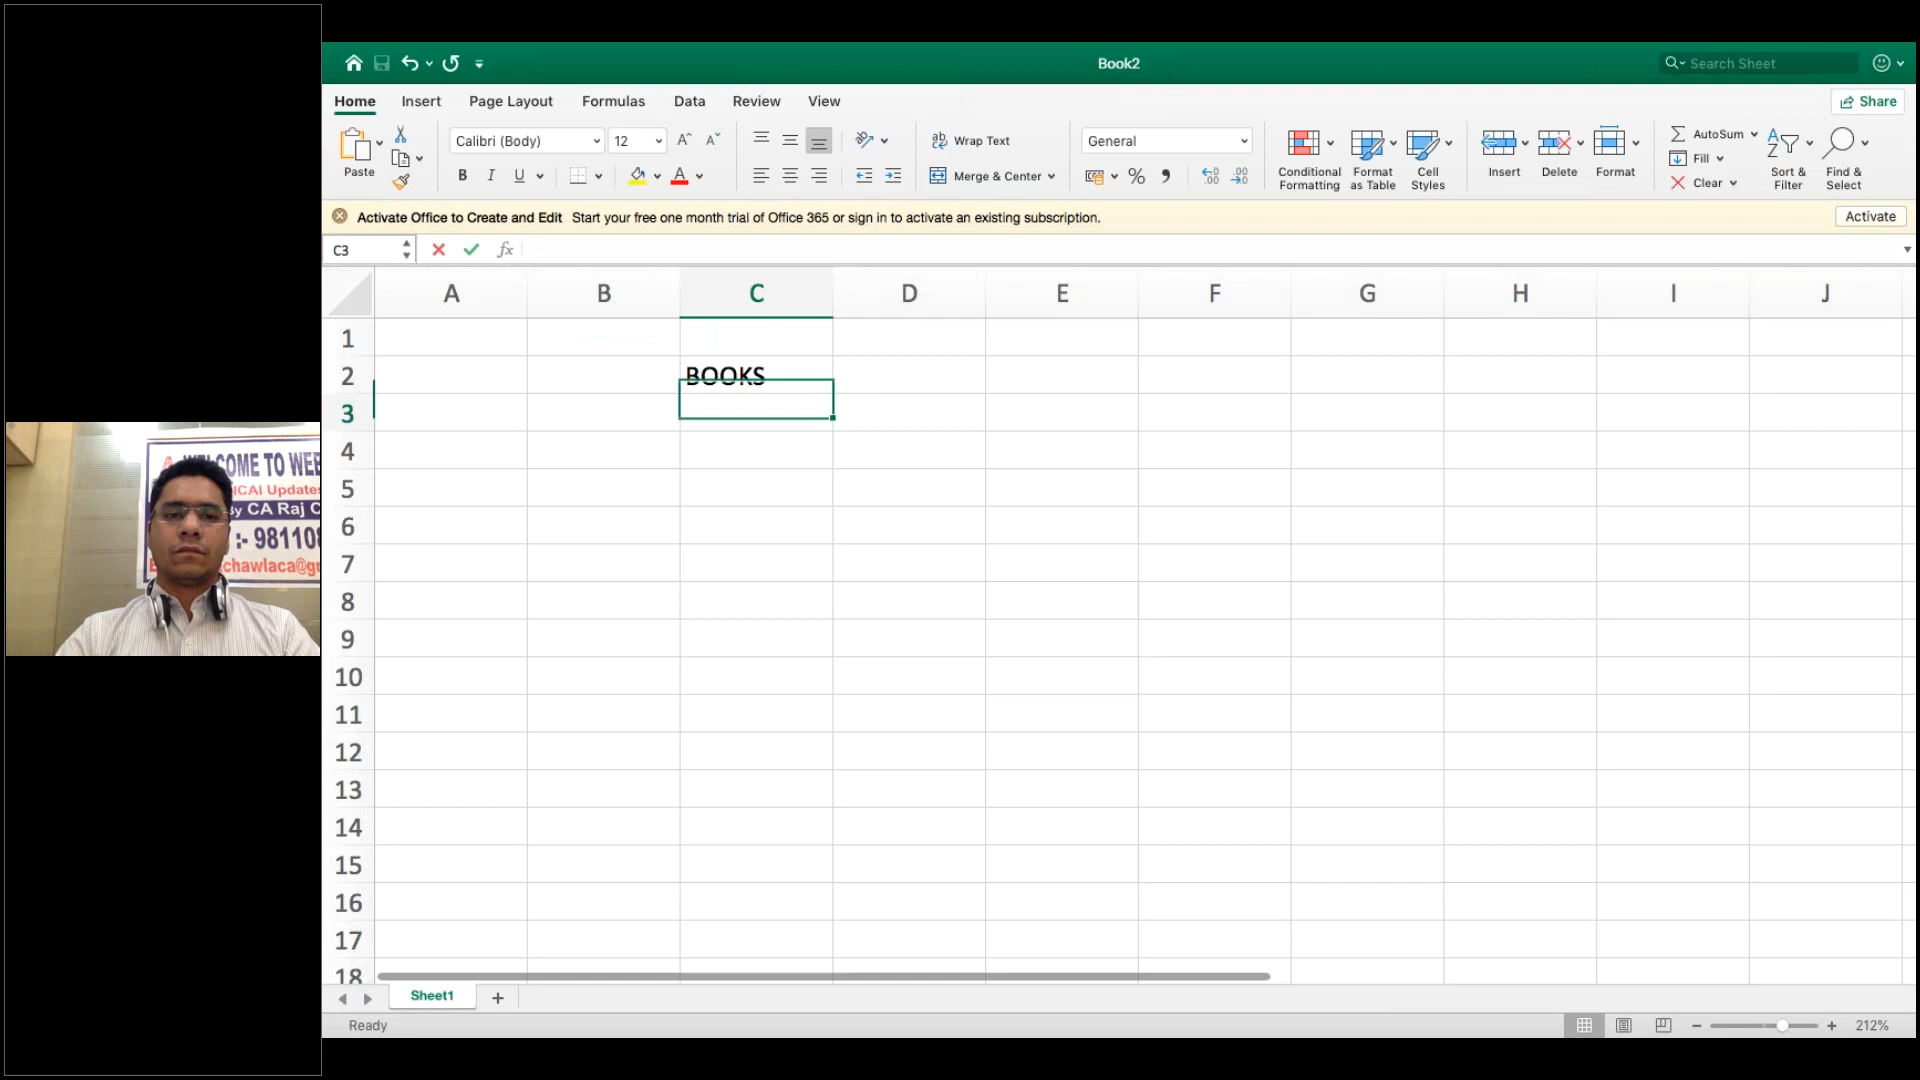 Book2
Search Sheet
Home Insert Page Layout Formulas Data Review View
Share
Paste
Calibri (Body) 12
B I U
Wrap Text
Merge & Center
General
Conditional Formatting
Format as Table
Cell Styles
Insert Delete Format
AutoSum
Fill
Clear
Sort & Filter
Find & Select
Activate Office to Create and Edit Start your free one month trial of Office 365 or sign in to activate an existing subscription.
Activate
C3
fx
A B C D E F G H I J
1
2 BOOKS
3
4
5
6
7
8
9
10
11
12
13
14
15
16
17
18
Sheet1
Ready
212%
COME TO WEB
ICAI Updates
By CA Raj C
:- 98110
chawlaca@g